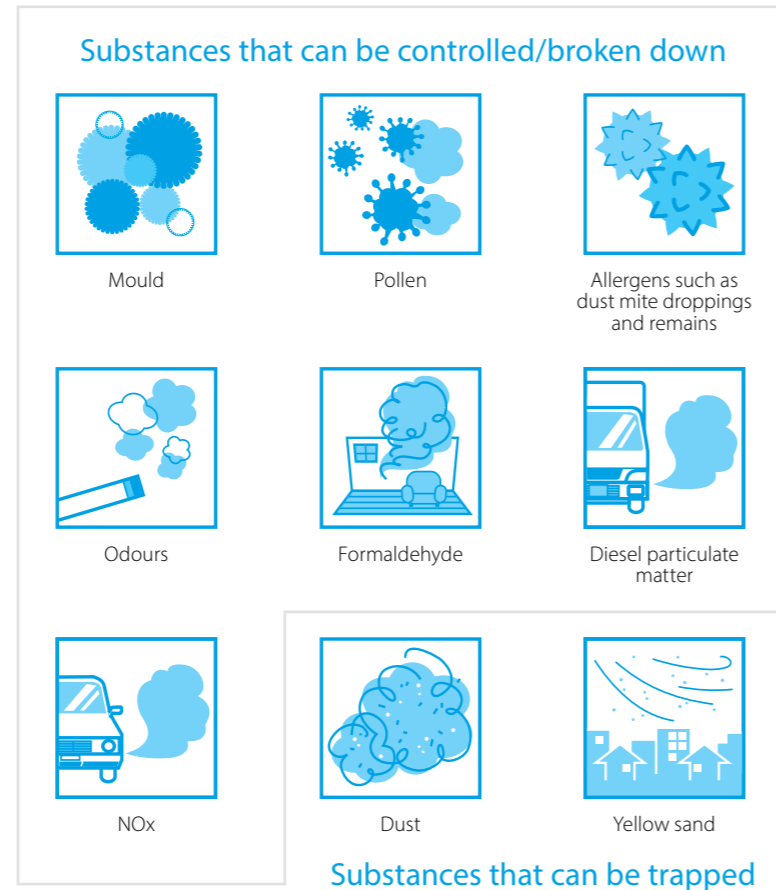 Substances that can be controlled/broken down
Mould
Pollen
Allergens such as
dust mite droppings
and remains
Odours
Formaldehyde
Diesel particulate
matter
NOx
Dust
Yellow sand
Substances that can be trapped